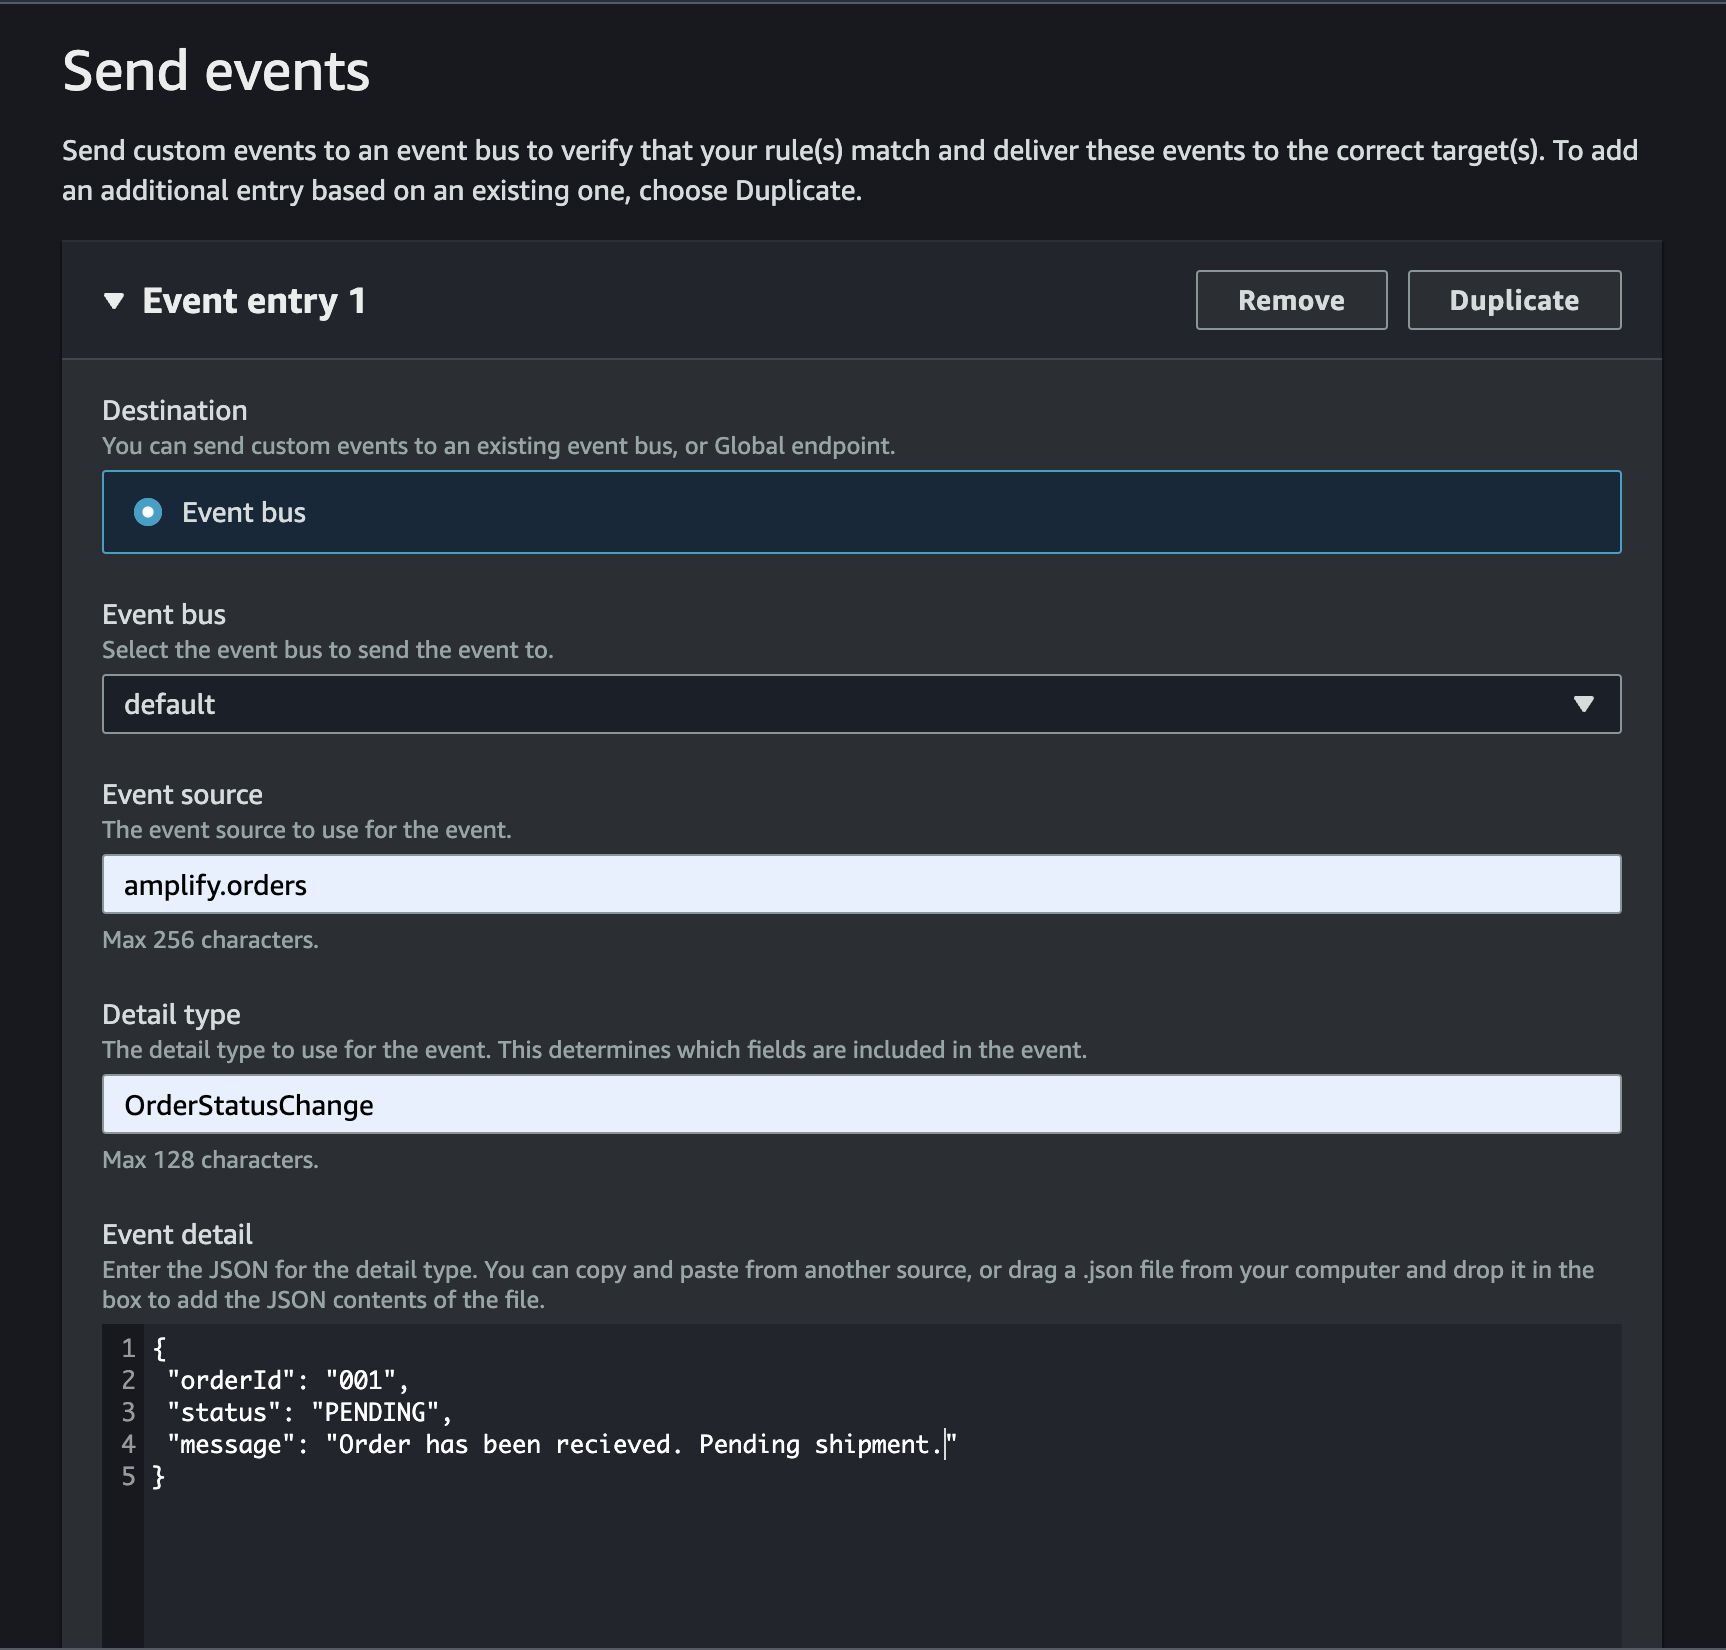 Send events
Send custom events to an event bus to verify that your rule(s) match and deliver these events to the correct target(s). To add
an additional entry based on an existing one, choose Duplicate.
Event entry 1
Remove
Duplicate
Destination
You can send custom events to an existing event bus, or Global endpoint.
Event bus
Event bus
Select the event bus to send the event to.
default
Event source
The event source to use for the event.
amplify.orders
Max 256 characters.
Detail type
The detail type to use for the event. This determines which fields are included in the event.
OrderStatusChange
Max 128 characters.
Event detail
Enter the JSON for the detail type. You can copy and paste from another source, or drag a .json file from your computer and drop it in the
box to add the JSON contents of the file.
1 {
2 "orderId": "001",
3 "status": "PENDING",
4 "message": "Order has been recieved. Pending shipment."
5 }